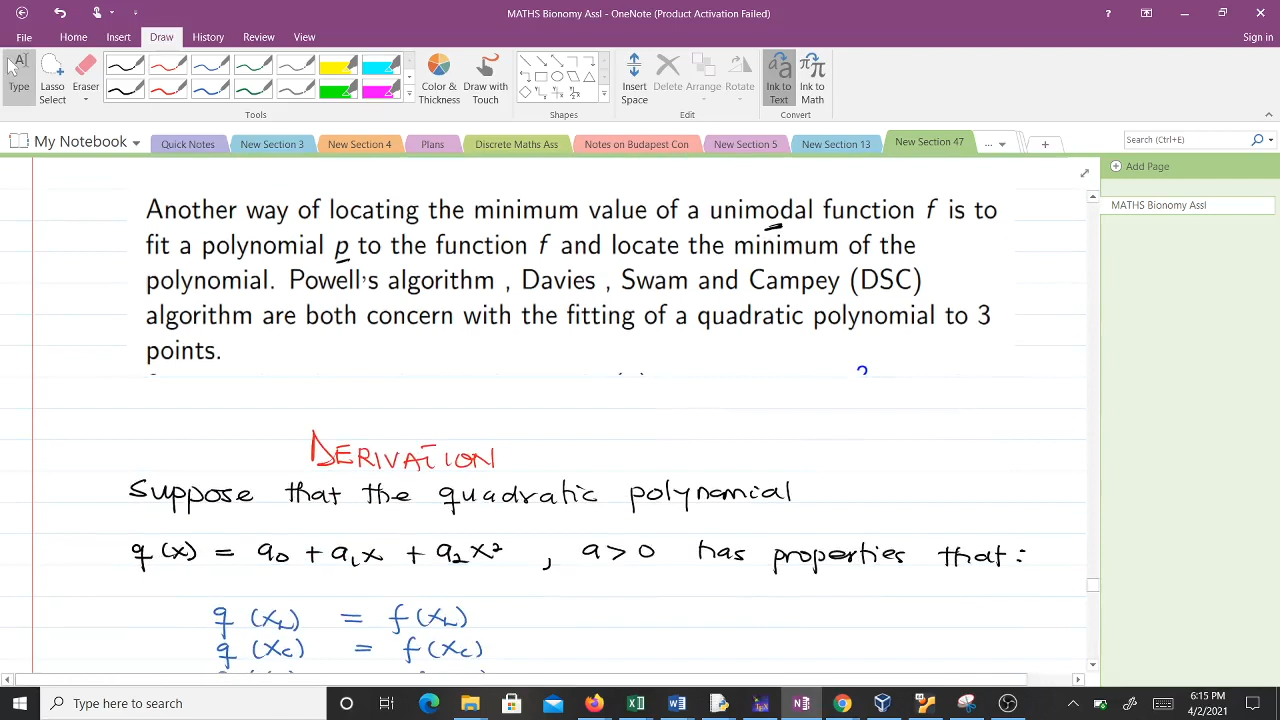 MATHS Bionomy Assl - OneNote (Product Activation Failed)
File Home Insert Draw History Review View Sign in
Type Lasso Select Eraser Color & Thickness Draw with Touch Insert Space Delete Arrange Rotate Ink to Text Ink to Math
Tools Shapes Edit Convert
My Notebook Quick Notes New Section 3 New Section 4 Plans Discrete Maths Ass Notes on Budapest Con New Section 5 New Section 13 New Section 47 ... Search (Ctrl+E)
Add Page
MATHS Bionomy Assl
Another way of locating the minimum value of a unimodal function f is to
fit a polynomial p to the function f and locate the minimum of the
polynomial. Powell's algorithm , Davies , Swam and Campey (DSC)
algorithm are both concern with the fitting of a quadratic polynomial to 3
points.
DERIVATION
Suppose that the quadratic polynomial
q(x) = a₀ + a₁x + a₂x² , a > 0 has properties that :
q (x_L) = f(x_L)
q (x_c) = f(x_c)
Type here to search
6:15 PM
4/2/2021